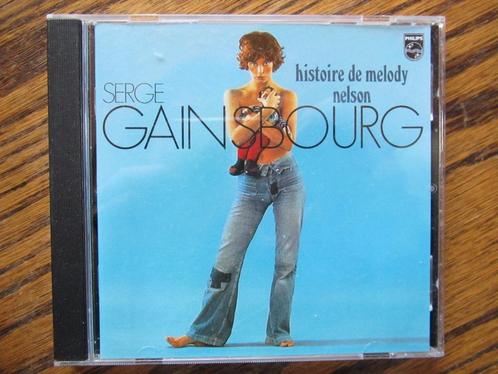 PHILIPS
histoire de melody
nelson
SERGE
GAINSBOURG